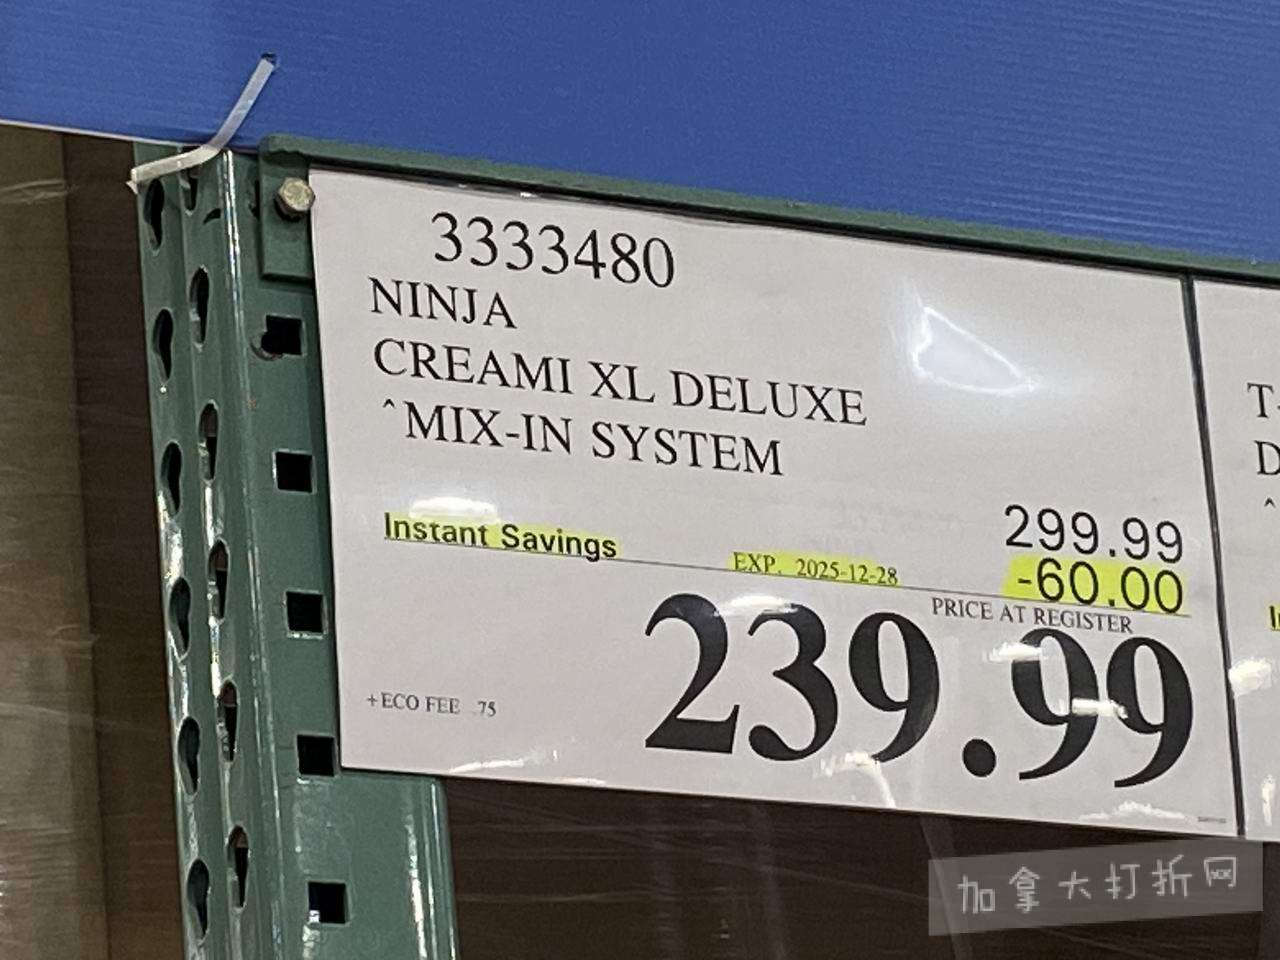 3333480
NINJA
CREAMI XL DELUXE
^MIX-IN SYSTEM
299.99
Instant Savings EXP. 2025-12-28 -60.00
PRICE AT REGISTER
239.99
+ECO FEE .75
T
D
^
加拿大打折网